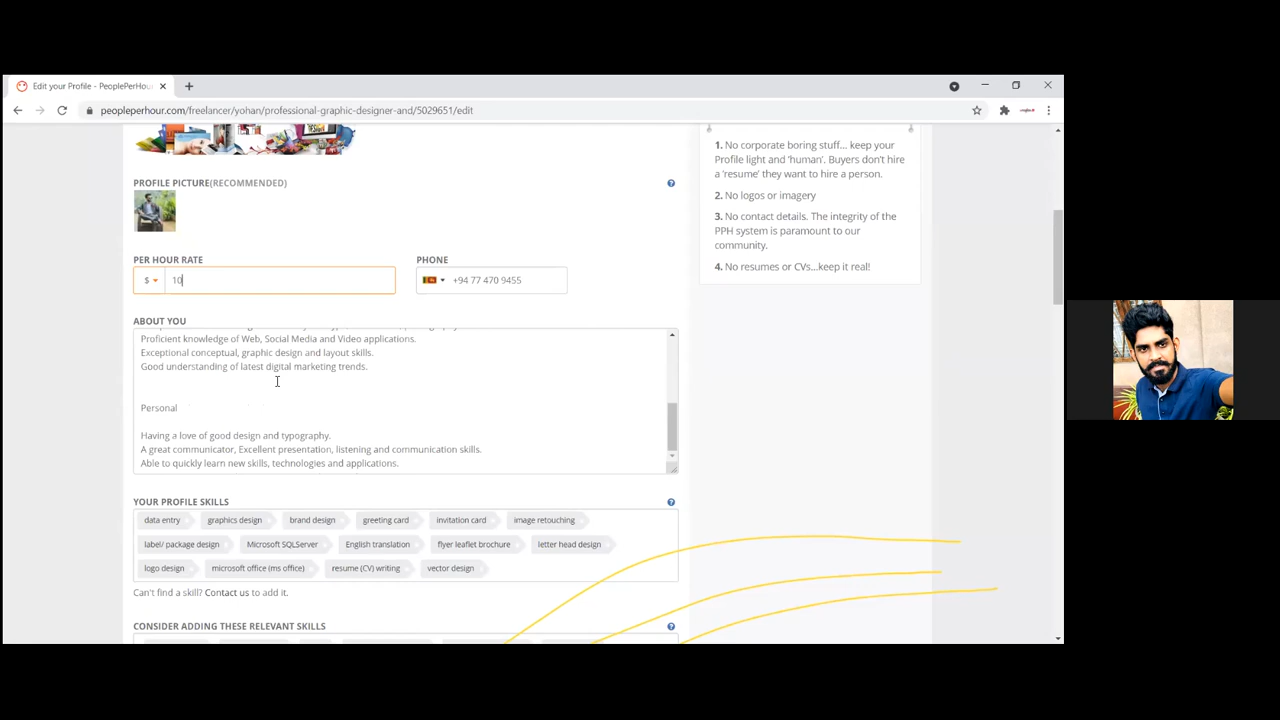 Edit your Profile - PeoplePerHou
peopleperhour.com/freelancer/yohan/professional-graphic-designer-and/5029651/edit
1. No corporate boring stuff... keep your
Profile light and 'human'. Buyers don't hire
a 'resume' they want to hire a person.
2. No logos or imagery
3. No contact details. The integrity of the
PPH system is paramount to our
community.
4. No resumes or CVs...keep it real!
PROFILE PICTURE(RECOMMENDED)
PER HOUR RATE
PHONE
$ 10
+94 77 470 9455
ABOUT YOU
Proficient knowledge of Web, Social Media and Video applications.
Exceptional conceptual, graphic design and layout skills.
Good understanding of latest digital marketing trends.
Personal
Having a love of good design and typography.
A great communicator, Excellent presentation, listening and communication skills.
Able to quickly learn new skills, technologies and applications.
YOUR PROFILE SKILLS
data entry graphics design brand design greeting card invitation card image retouching
label/ package design Microsoft SQLServer English translation flyer leaflet brochure letter head design
logo design microsoft office (ms office) resume (CV) writing vector design
Can't find a skill? Contact us to add it.
CONSIDER ADDING THESE RELEVANT SKILLS